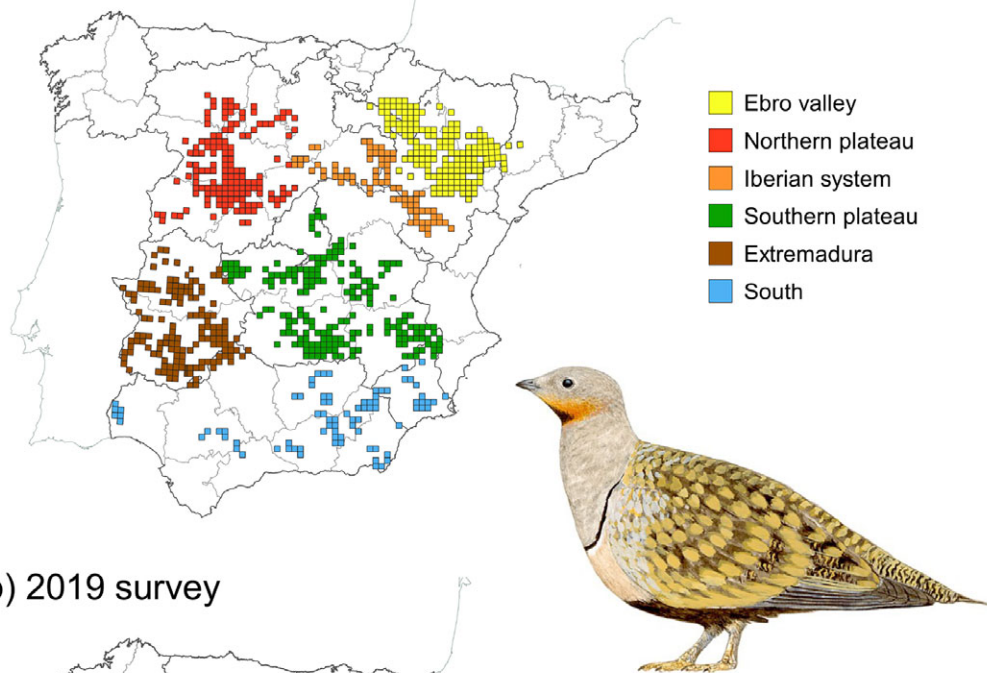 Ebro valley
Northern plateau
Iberian system
Southern plateau
Extremadura
South
) 2019 survey